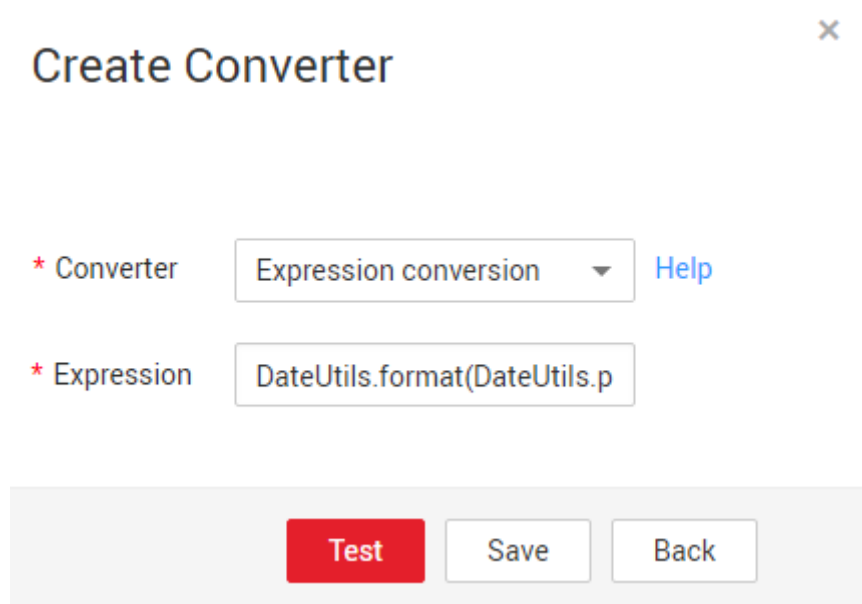 Create Converter
* Converter Expression conversion Help
* Expression DateUtils.format(DateUtils.p
Test Save Back